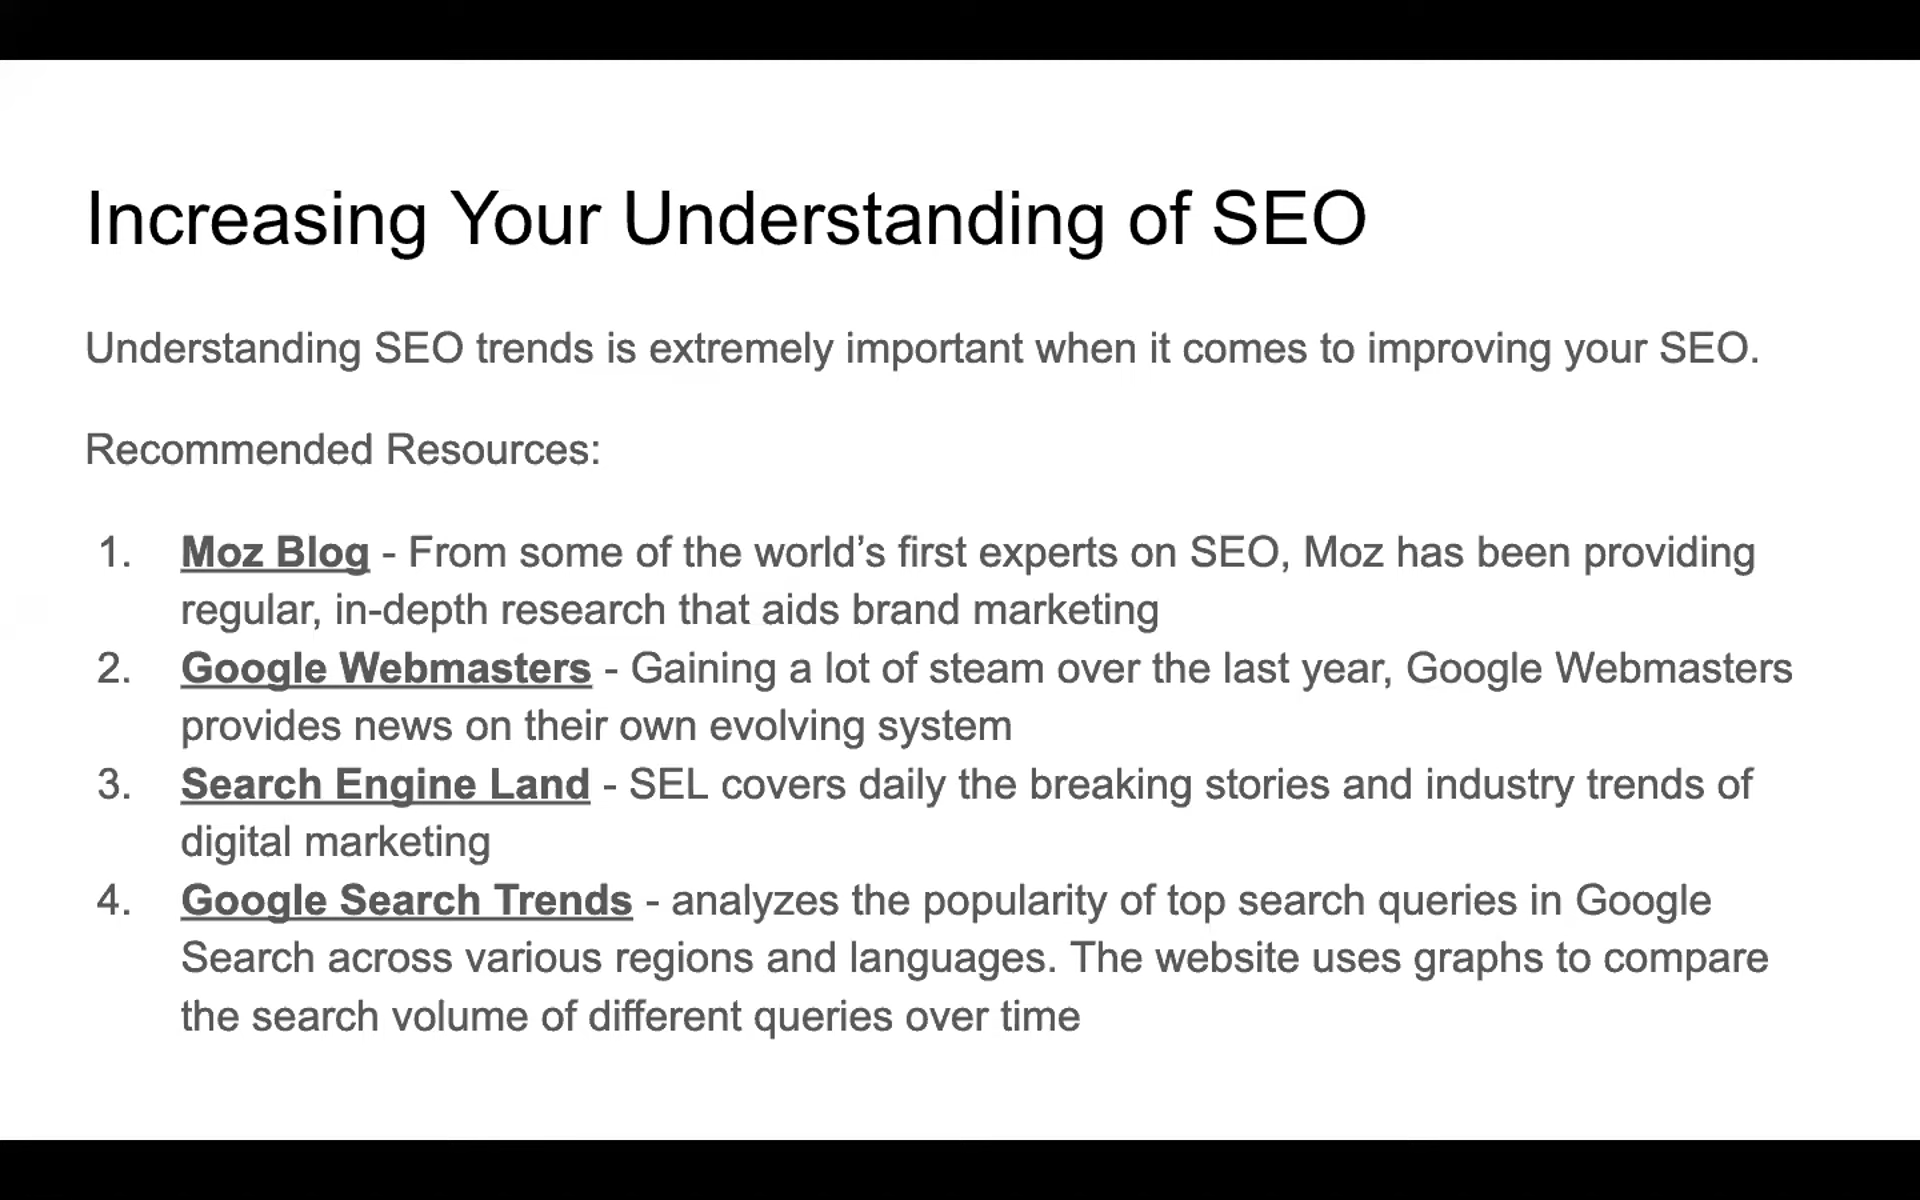 Increasing Your Understanding of SEO
Understanding SEO trends is extremely important when it comes to improving your SEO.
Recommended Resources:
1. Moz Blog - From some of the world’s first experts on SEO, Moz has been providing
regular, in-depth research that aids brand marketing
2. Google Webmasters - Gaining a lot of steam over the last year, Google Webmasters
provides news on their own evolving system
3. Search Engine Land - SEL covers daily the breaking stories and industry trends of
digital marketing
4. Google Search Trends - analyzes the popularity of top search queries in Google
Search across various regions and languages. The website uses graphs to compare
the search volume of different queries over time